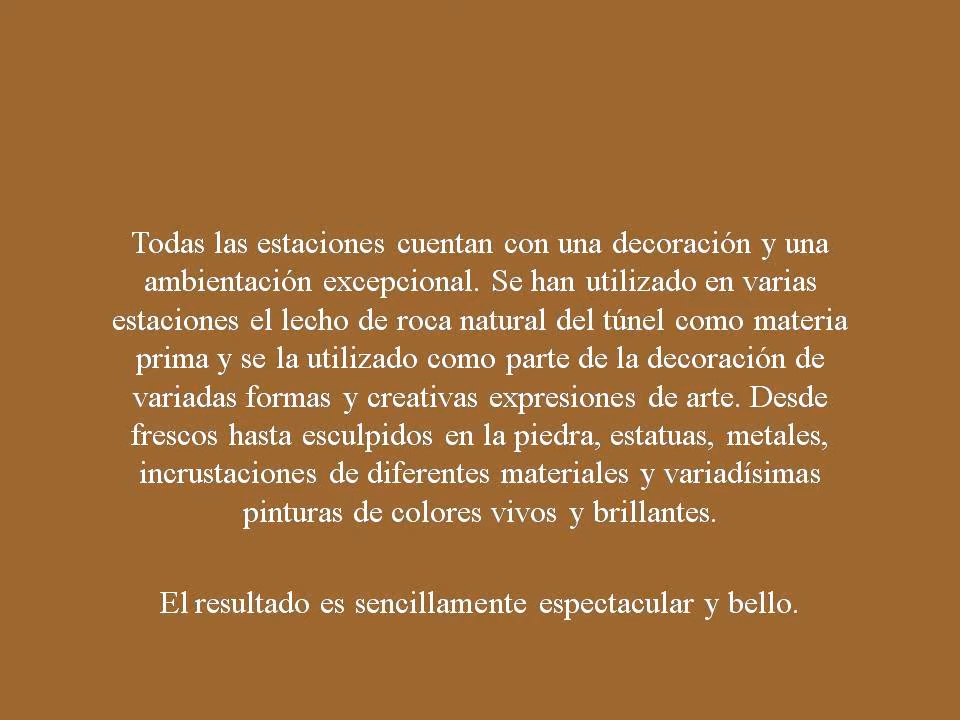 Todas las estaciones cuentan con una decoración y una
ambientación excepcional. Se han utilizado en varias
estaciones el lecho de roca natural del túnel como materia
prima y se la utilizado como parte de la decoración de
variadas formas y creativas expresiones de arte. Desde
frescos hasta esculpidos en la piedra, estatuas, metales,
incrustaciones de diferentes materiales y variadísimas
pinturas de colores vivos y brillantes.
El resultado es sencillamente espectacular y bello.